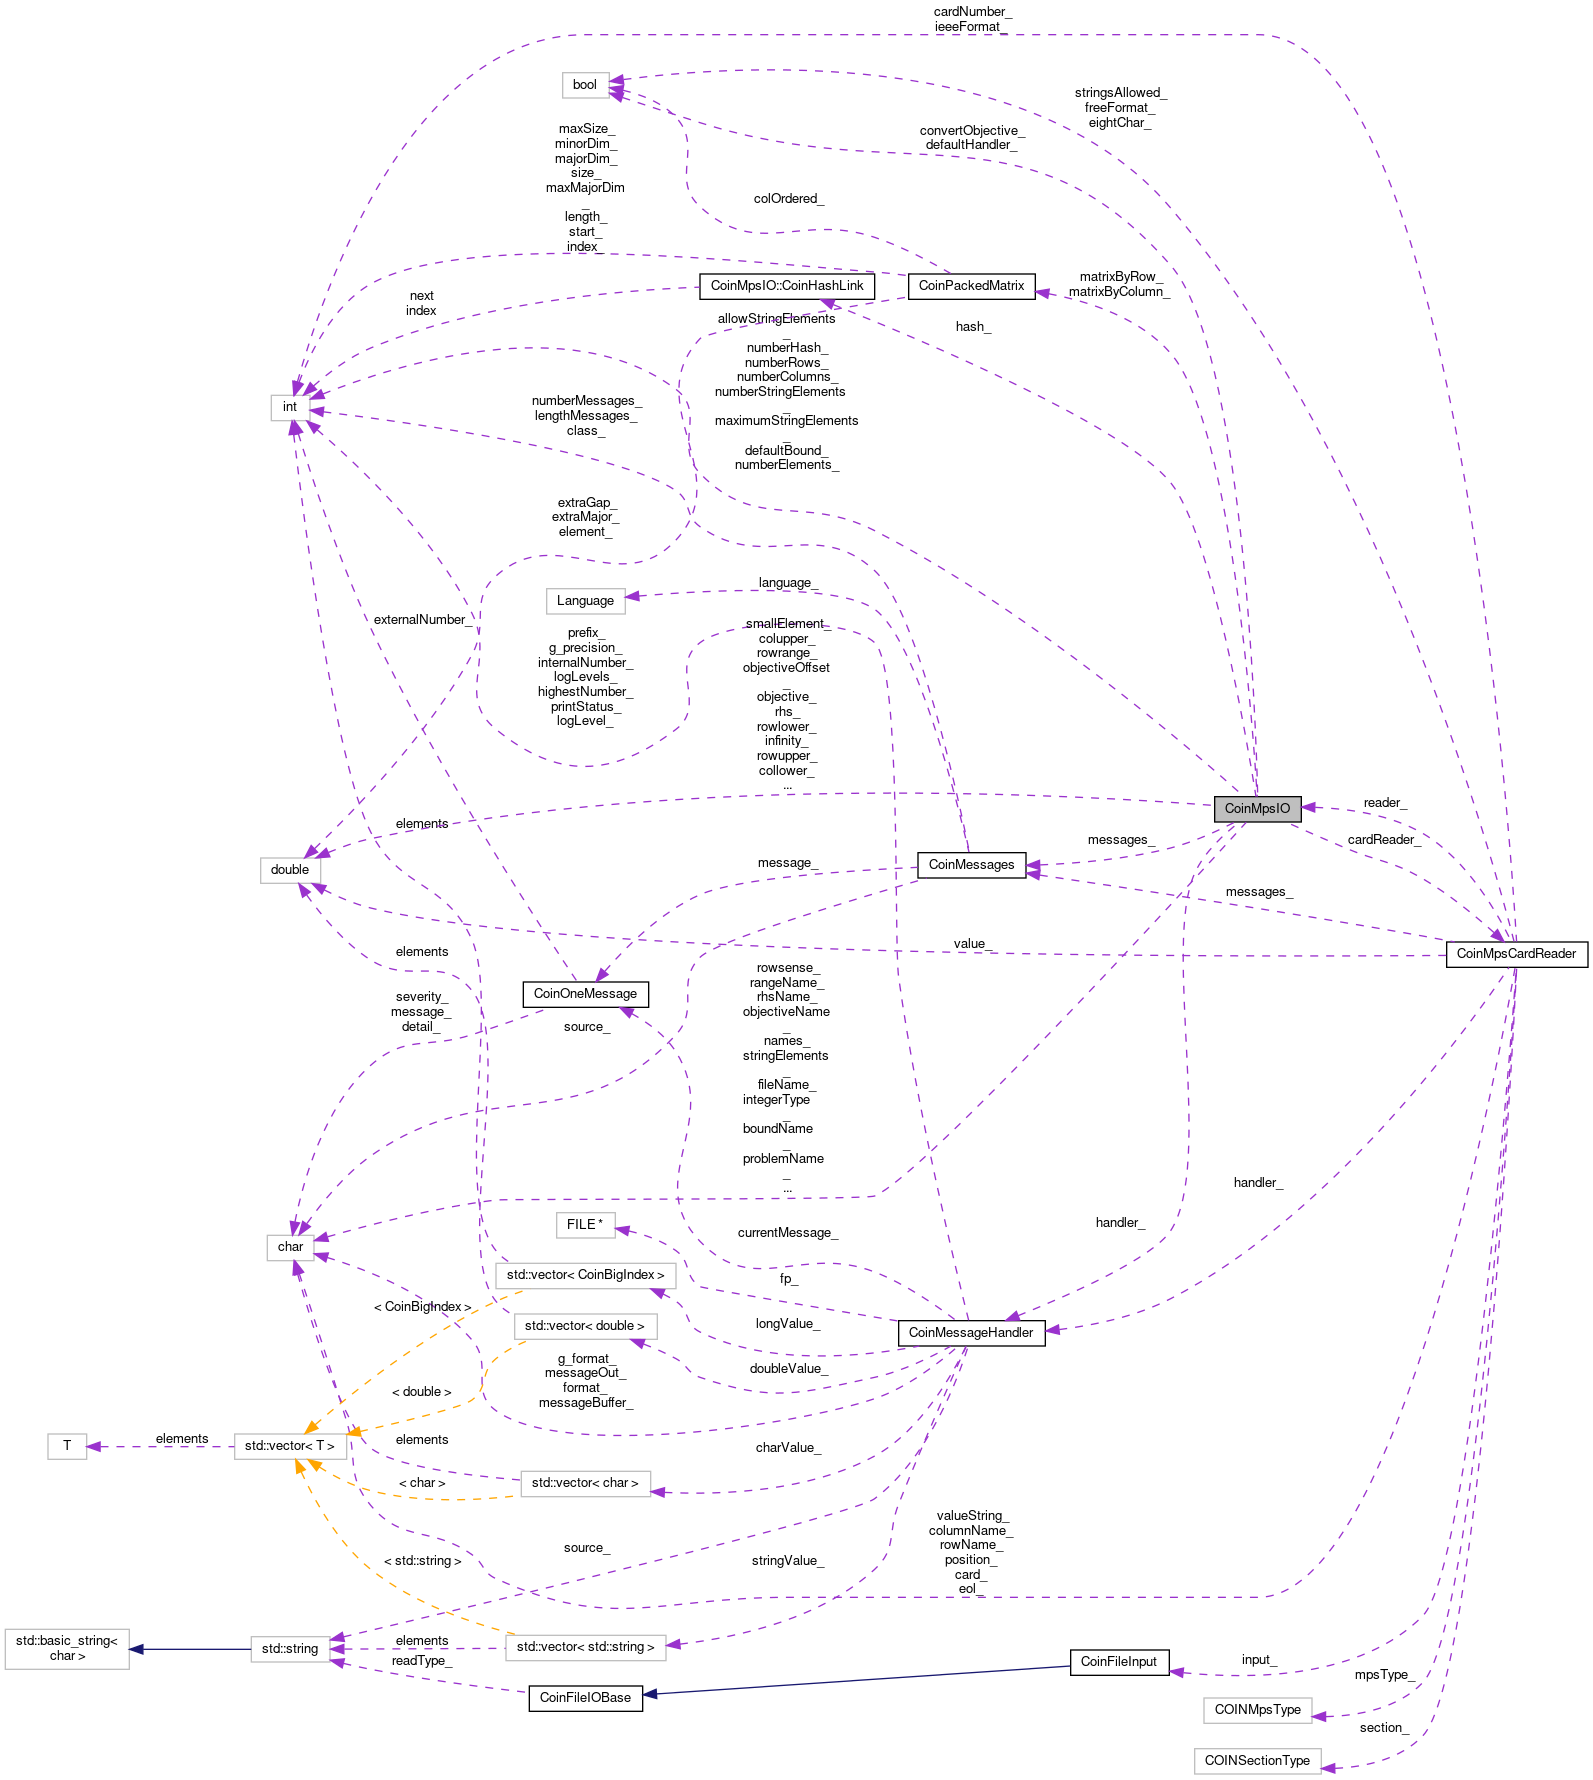 cardNumber_
ieeeFormat_
bool
stringsAllowed_
freeFormat_
eightChar_
convertObjective_
defaultHandler_
maxSize_
minorDim_
majorDim_
size_
maxMajorDim
_
length_
start_
index_
colOrdered_
CoinMpsIO::CoinHashLink
CoinPackedMatrix
matrixByRow_
matrixByColumn_
next
index
hash_
allowStringElements
_
numberHash_
numberRows_
numberColumns_
numberStringElements
_
maximumStringElements
_
defaultBound_
numberElements_
int
numberMessages_
lengthMessages_
class_
extraGap_
extraMajor_
element_
Language
language_
externalNumber_
prefix_
g_precision_
internalNumber_
logLevels_
highestNumber_
printStatus_
logLevel_
smallElement_
colupper_
rowrange_
objectiveOffset
_
objective_
rhs_
rowlower_
infinity_
rowupper_
collower_
...
CoinMpsIO
reader_
cardReader_
elements
double
message_
CoinMessages
messages_
messages_
value_
CoinMpsCardReader
elements
CoinOneMessage
severity_
message_
detail_
source_
rowsense_
rangeName_
rhsName_
objectiveName
_
names_
stringElements
_
fileName_
integerType
_
boundName
_
problemName
_
...
handler_
handler_
char
FILE *
currentMessage_
std::vector< CoinBigIndex >
fp_
< CoinBigIndex >
std::vector< double >
longValue_
CoinMessageHandler
g_format_
messageOut_
format_
messageBuffer_
doubleValue_
< double >
T
elements
std::vector< T >
elements
charValue_
< char >
std::vector< char >
valueString_
columnName_
rowName_
position_
card_
eol_
source_
stringValue_
< std::string >
std::basic_string<
char >
std::string
elements
std::vector< std::string >
readType_
CoinFileIOBase
CoinFileInput
input_
mpsType_
COINMpsType
section_
COINSectionType